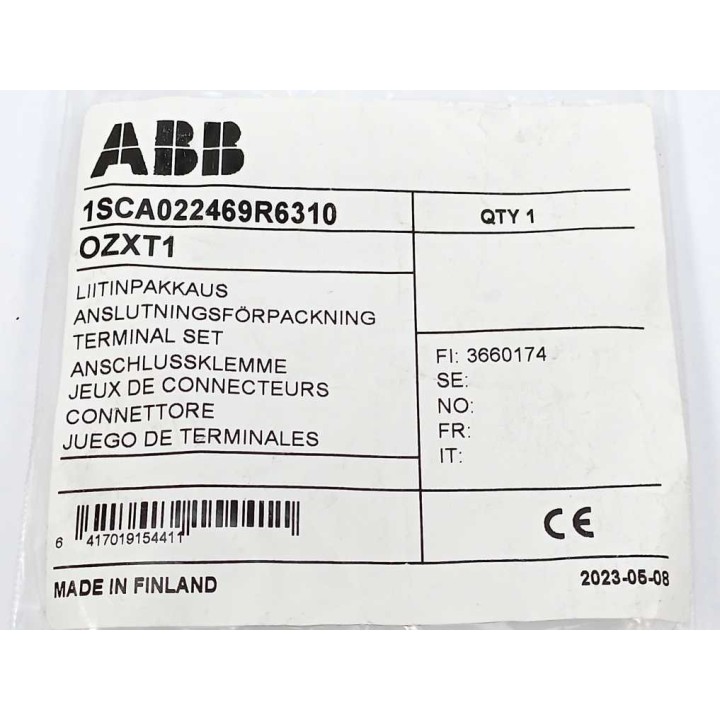 ABB
1SCA022469R6310
QTY 1
OZXT1
LIITINPAKKAUS
ANSLUTNINGSFÖRPACKNING
TERMINAL SET
ANSCHLUSSKLEMME
JEUX DE CONNECTEURS
CONNETTORE
JUEGO DE TERMINALES
FI: 3660174
SE:
NO:
FR:
IT:
6 417019154411
CE
MADE IN FINLAND
2023-05-08